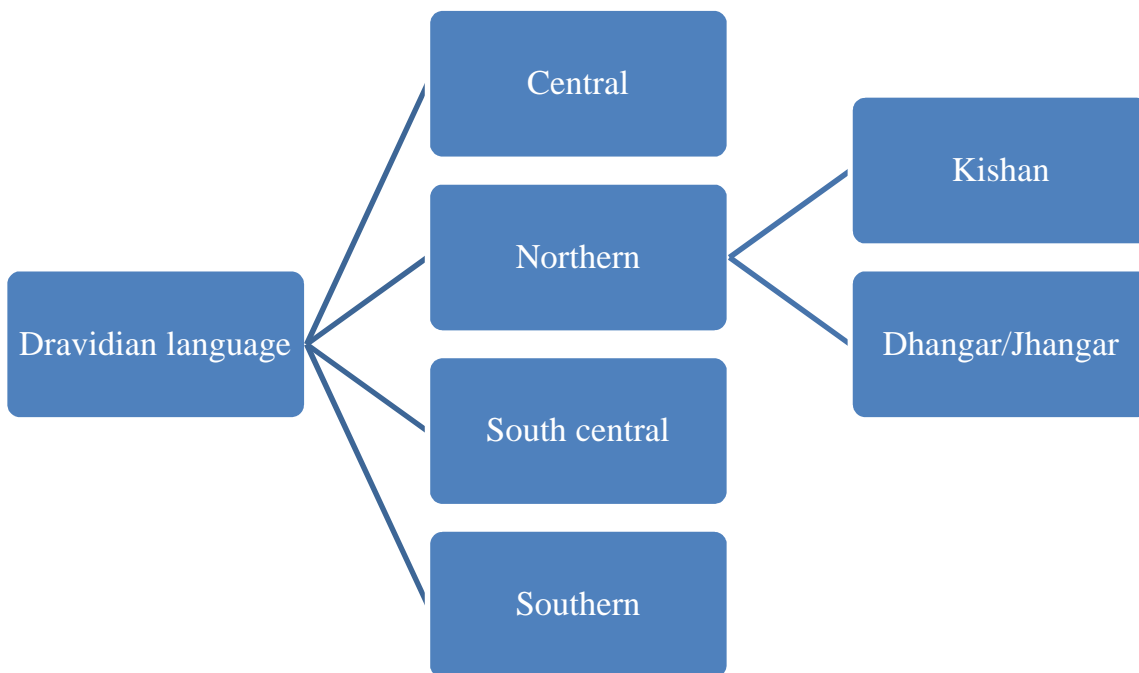 Dravidian language
Central
Northern
South central
Southern
Kishan
Dhangar/Jhangar